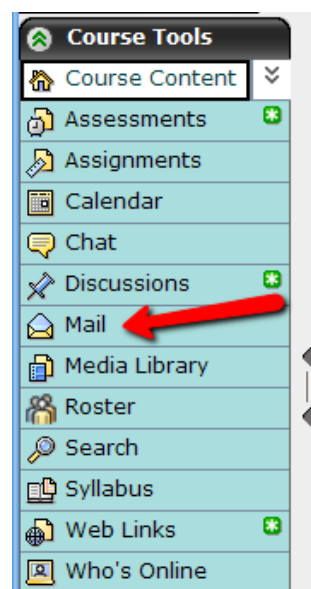 Course Tools
Course Content
Assessments
Assignments
Calendar
Chat
Discussions
Mail
Media Library
Roster
Search
Syllabus
Web Links
Who's Online